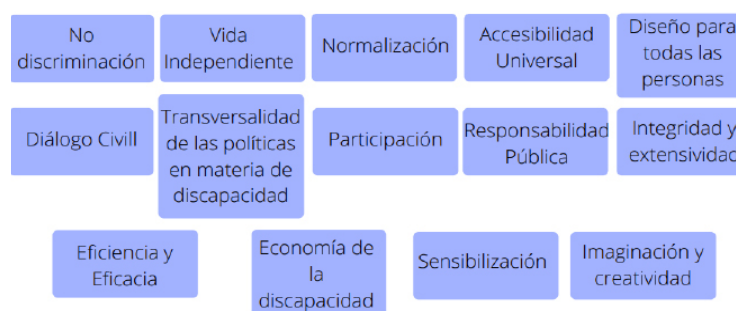 No
discriminación
Vida
Independiente
Normalización
Accesibilidad
Universal
Diseño para
todas las
personas
Diálogo Civill
Transversalidad
de las políticas
en materia de
discapacidad
Participación
Responsabilidad
Pública
Integridad y
extensividad
Eficiencia y
Eficacia
Economía de
la
discapacidad
Sensibilización
Imaginación y
creatividad